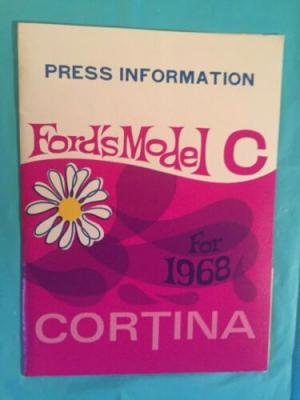 PRESS INFORMATION
Ford's Model C
For
1968
CORTINA